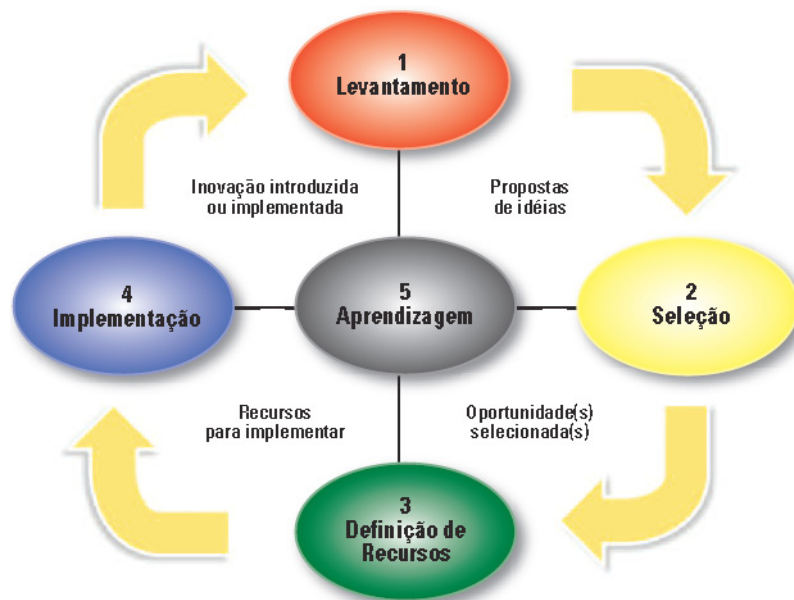 1
Levantamento
Inovação introduzida
ou implementada
Propostas
de idéias
4
Implementação
5
Aprendizagem
2
Seleção
Recursos
para implementar
Oportunidade(s)
selecionada(s)
3
Definição de
Recursos